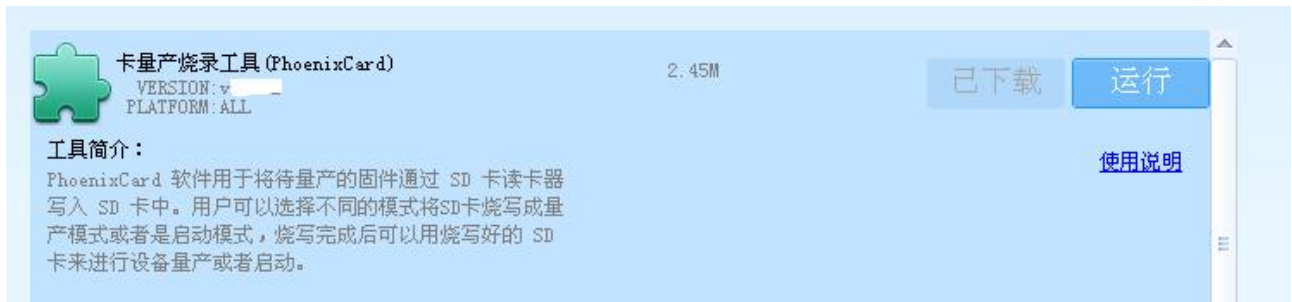 卡量产烧录工具(PhoenixCard)
2.45M
已下载
运行
VERSION:v
PLATFORM:ALL
工具简介：
使用说明
PhoenixCard 软件用于将待量产的固件通过 SD 卡读卡器
写入 SD 卡中。用户可以选择不同的模式将SD卡烧写成量
产模式或者是启动模式，烧写完成后可以用烧写好的 SD
卡来进行设备量产或者启动。